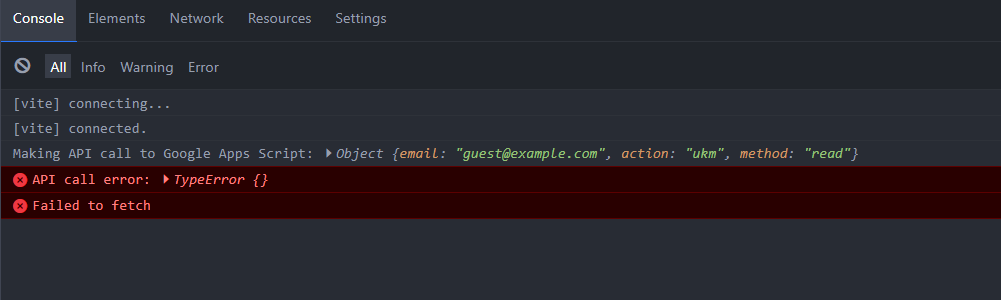 Console Elements Network Resources Settings
All Info Warning Error
[vite] connecting...
[vite] connected.
Making API call to Google Apps Script: ▶Object {email: "guest@example.com", action: "ukm", method: "read"}
API call error: ▶TypeError {}
Failed to fetch